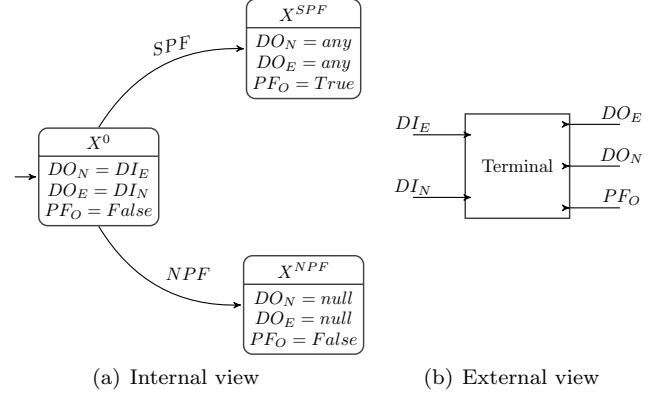 X^{SPF}
DO_N = any
DO_E = any
PF_O = True
SPF
X^0
DO_N = DI_E
DO_E = DI_N
PF_O = False
NPF
X^{NPF}
DO_N = null
DO_E = null
PF_O = False
(a) Internal view
DI_E
DI_N
Terminal
DO_E
DO_N
PF_O
(b) External view